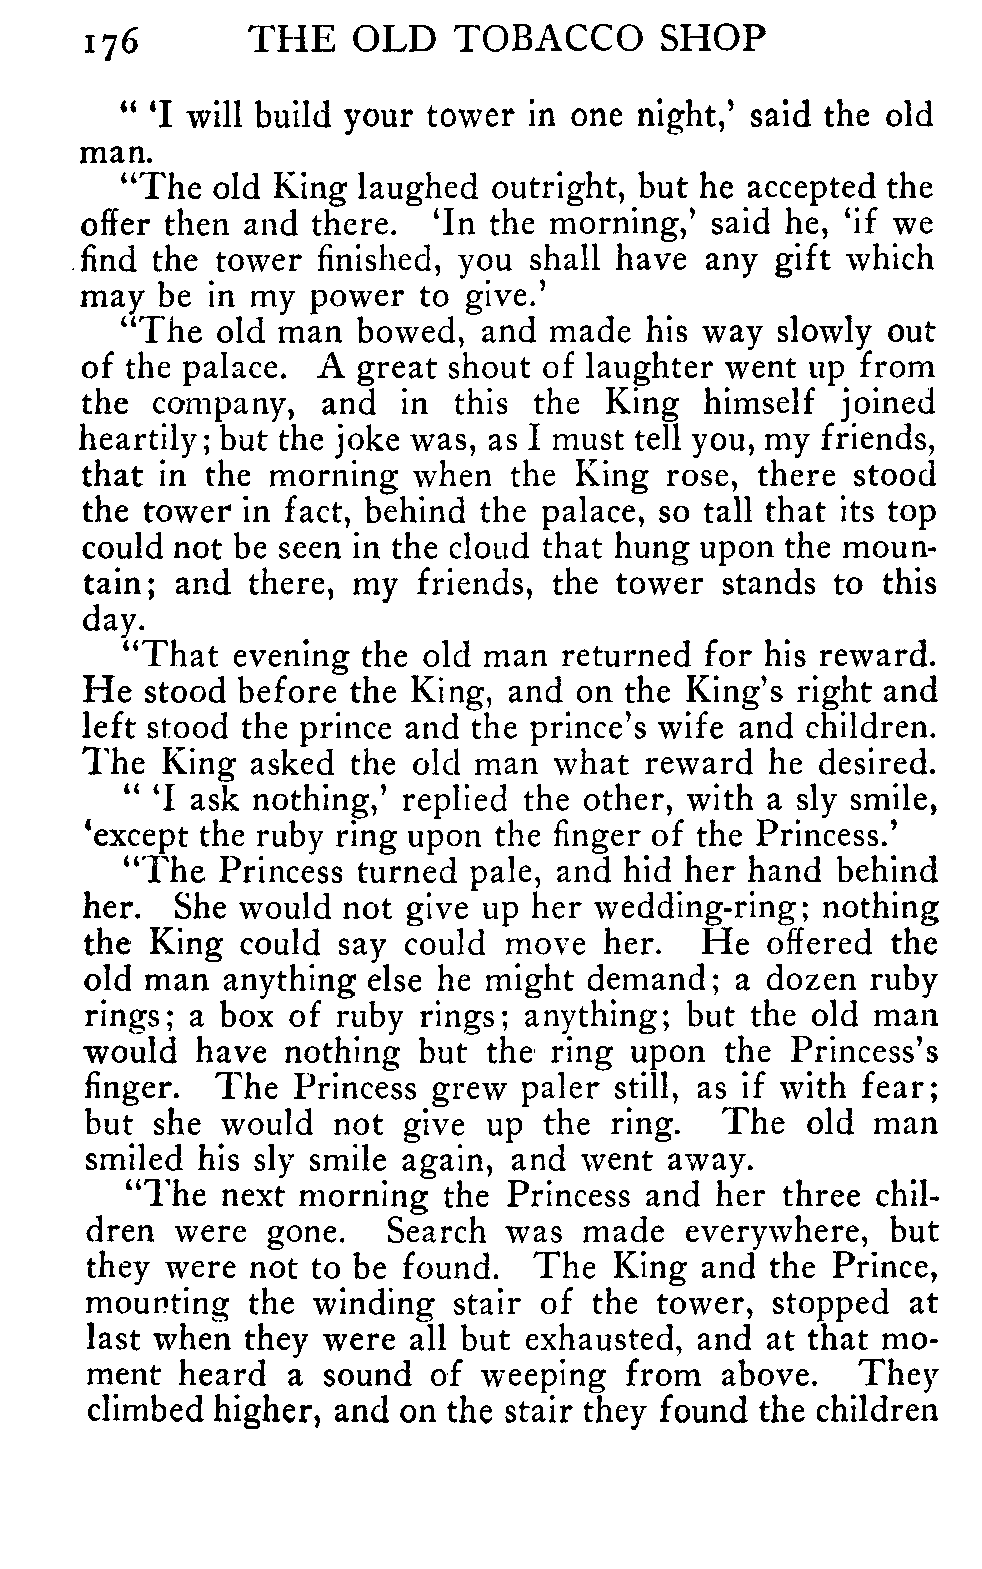 176 THE OLD TOBACCO SHOP
“ ‘I will build your tower in one night,’ said the old
man.
“The old King laughed outright, but he accepted the
offer then and there. ‘In the morning,’ said he, ‘if we
find the tower finished, you shall have any gift which
may be in my power to give.’
“The old man bowed, and made his way slowly out
of the palace. A great shout of laughter went up from
the company, and in this the King himself joined
heartily; but the joke was, as I must tell you, my friends,
that in the morning when the King rose, there stood
the tower in fact, behind the palace, so tall that its top
could not be seen in the cloud that hung upon the moun-
tain; and there, my friends, the tower stands to this
day.
“That evening the old man returned for his reward.
He stood before the King, and on the King’s right and
left stood the prince and the prince’s wife and children.
The King asked the old man what reward he desired.
“ ‘I ask nothing,’ replied the other, with a sly smile,
‘except the ruby ring upon the finger of the Princess.’
“The Princess turned pale, and hid her hand behind
her. She would not give up her wedding-ring; nothing
the King could say could move her. He offered the
old man anything else he might demand; a dozen ruby
rings; a box of ruby rings; anything; but the old man
would have nothing but the ring upon the Princess’s
finger. The Princess grew paler still, as if with fear;
but she would not give up the ring. The old man
smiled his sly smile again, and went away.
“The next morning the Princess and her three chil-
dren were gone. Search was made everywhere, but
they were not to be found. The King and the Prince,
mounting the winding stair of the tower, stopped at
last when they were all but exhausted, and at that mo-
ment heard a sound of weeping from above. They
climbed higher, and on the stair they found the children